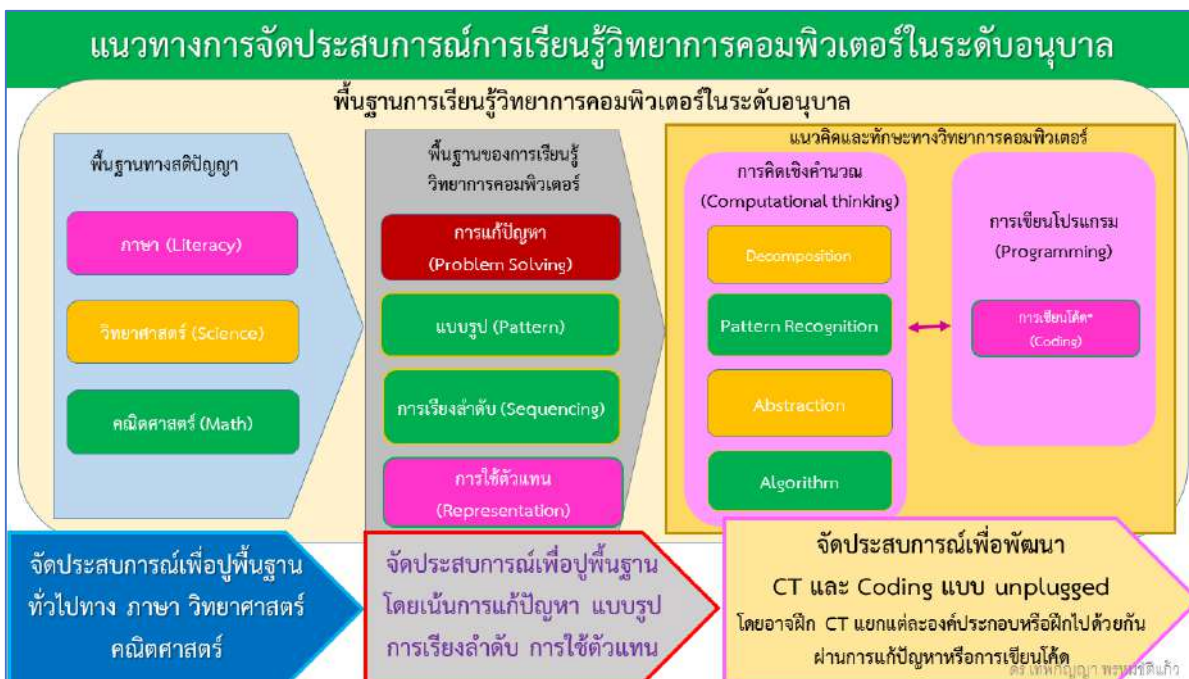 แนวทางการจัดประสบการณ์การเรียนรู้วิทยาการคอมพิวเตอร์ในระดับอนุบาล
พื้นฐานการเรียนรู้วิทยาการคอมพิวเตอร์ในระดับอนุบาล
พื้นฐานทางสติปัญญา
ภาษา (Literacy)
วิทยาศาสตร์ (Science)
คณิตศาสตร์ (Math)
พื้นฐานของการเรียนรู้
วิทยาการคอมพิวเตอร์
การแก้ปัญหา
(Problem Solving)
แบบรูป (Pattern)
การเรียงลำดับ (Sequencing)
การใช้ตัวแทน
(Representation)
แนวคิดและทักษะทางวิทยาการคอมพิวเตอร์
การคิดเชิงคำนวณ
(Computational thinking)
Decomposition
Pattern Recognition
Abstraction
Algorithm
การเขียนโปรแกรม
(Programming)
การเขียนโค้ด*
(Coding)
จัดประสบการณ์เพื่อปูพื้นฐาน
ทั่วไปทาง ภาษา วิทยาศาสตร์
คณิตศาสตร์
จัดประสบการณ์เพื่อปูพื้นฐาน
โดยเน้นการแก้ปัญหา แบบรูป
การเรียงลำดับ การใช้ตัวแทน
จัดประสบการณ์เพื่อพัฒนา
CT และ Coding แบบ unplugged
โดยอาจฝึก CT แยกแต่ละองค์ประกอบหรือฝึกไปด้วยกัน
ผ่านการแก้ปัญหาหรือการเขียนโค้ด